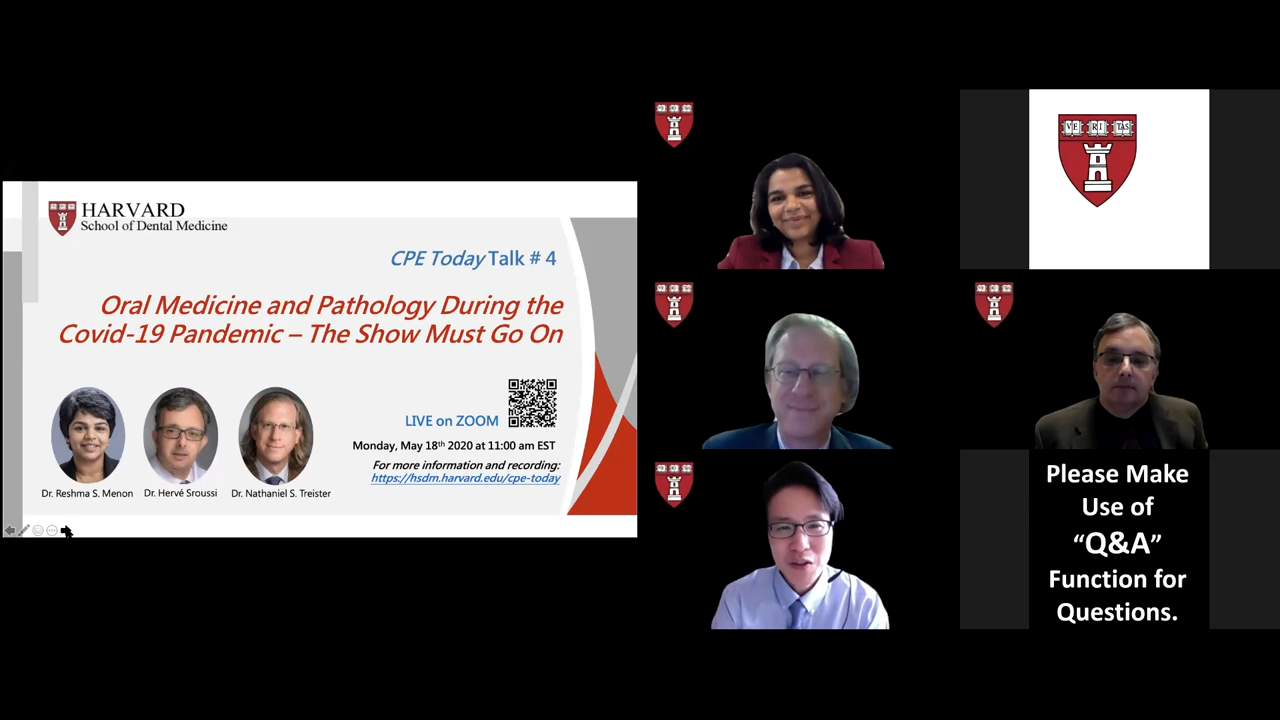 HARVARD
School of Dental Medicine
CPE Today Talk # 4
Oral Medicine and Pathology During the
Covid-19 Pandemic – The Show Must Go On
LIVE on ZOOM
Monday, May 18th 2020 at 11:00 am EST
For more information and recording:
https://hsdm.harvard.edu/cpe-today
Dr. Reshma S. Menon
Dr. Hervé Sroussi
Dr. Nathaniel S. Treister
VE RI TAS
Please Make
Use of
“Q&A”
Function for
Questions.